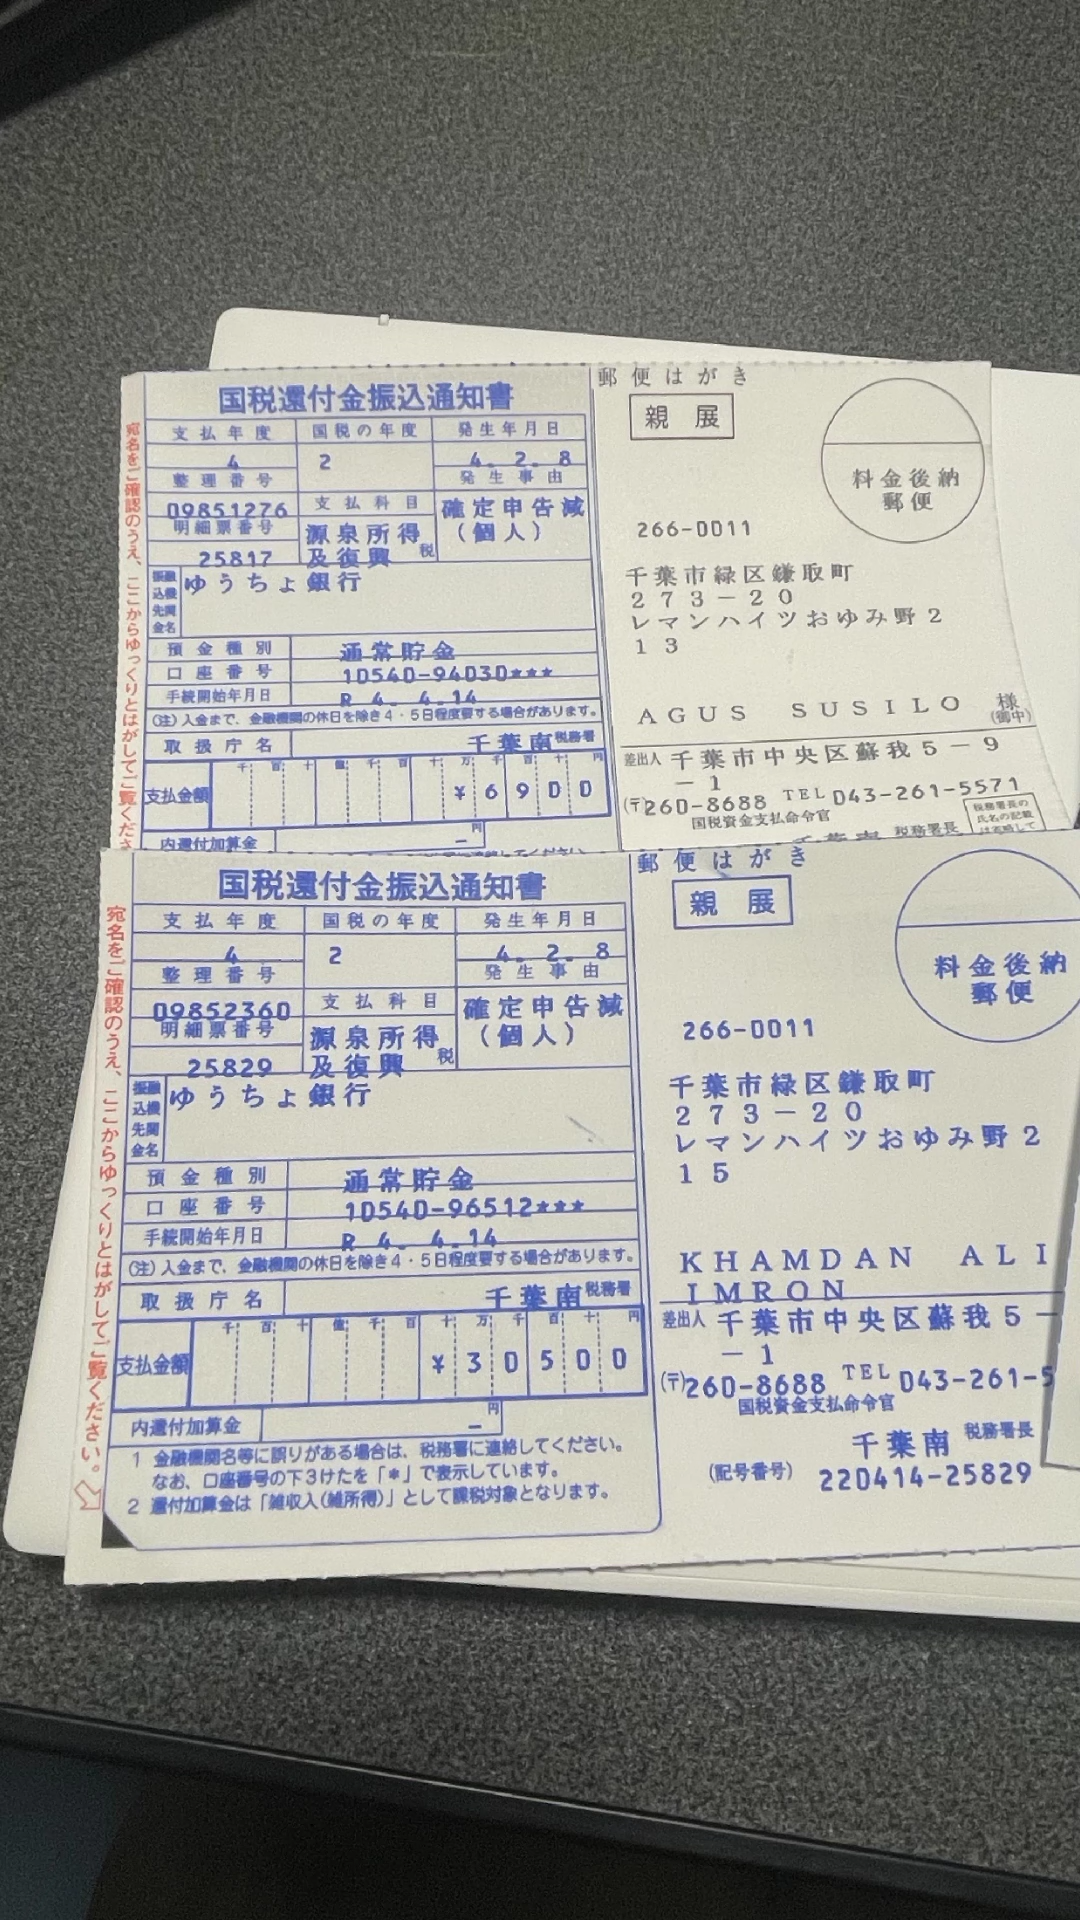 宛名をご確認のうえ、ここからゆっくりとはがしてご覧くださ
国税還付金振込通知書
支払年度 国税の年度 発生年月日
4 2 4. 2. 8
整理番号 発生事由
09851276 支払科目 確定申告減
明細票番号 源泉所得 (個人)
25817 及復興 税
振融込機先関金名 ゆうちょ銀行
預金種別 通常貯金
口座番号 10540-94030***
手続開始年月日 R 4. 4.14
(注)入金まで、金融機関の休日を除き4・5日程度要する場合があります。
取扱庁名 千葉南 税務署
千 百 十 億 千 百 十 万 千 百 十 円
支払金額 ¥6900
内還付加算金 - 円
郵便はがき
親展
料金後納
郵便
266-0011
千葉市緑区鎌取町
273-20
レマンハイツおゆみ野2
13
AGUS SUSILO 様
(御中)
差出人 千葉市中央区蘇我5-9
-1
(〒)260-8688 TEL 043-261-5571
国税資金支払命令官
千葉南 税務署長
税務署長の
氏名の記載
は省略して
宛名をご確認のうえ、ここからゆっくりとはがしてご覧ください。
国税還付金振込通知書
支払年度 国税の年度 発生年月日
4 2 4. 2. 8
整理番号 発生事由
09852360 支払科目 確定申告減
明細票番号 源泉所得 (個人)
25829 及復興 税
振融込機先関金名 ゆうちょ銀行
預金種別 通常貯金
口座番号 10540-96512***
手続開始年月日 R 4. 4.14
(注)入金まで、金融機関の休日を除き4・5日程度要する場合があります。
取扱庁名 千葉南 税務署
千 百 十 億 千 百 十 万 千 百 十 円
支払金額 ¥30500
内還付加算金 - 円
1 金融機関名等に誤りがある場合は、税務署に連絡してください。
なお、口座番号の下3けたを「*」で表示しています。
2 還付加算金は「雑収入(雑所得)」として課税対象となります。
郵便はがき
親展
料金後納
郵便
266-0011
千葉市緑区鎌取町
273-20
レマンハイツおゆみ野2
15
KHAMDAN ALI
IMRON
差出人 千葉市中央区蘇我5-
-1
(〒)260-8688 TEL 043-261-5
国税資金支払命令官
千葉南 税務署長
(記号番号) 220414-25829